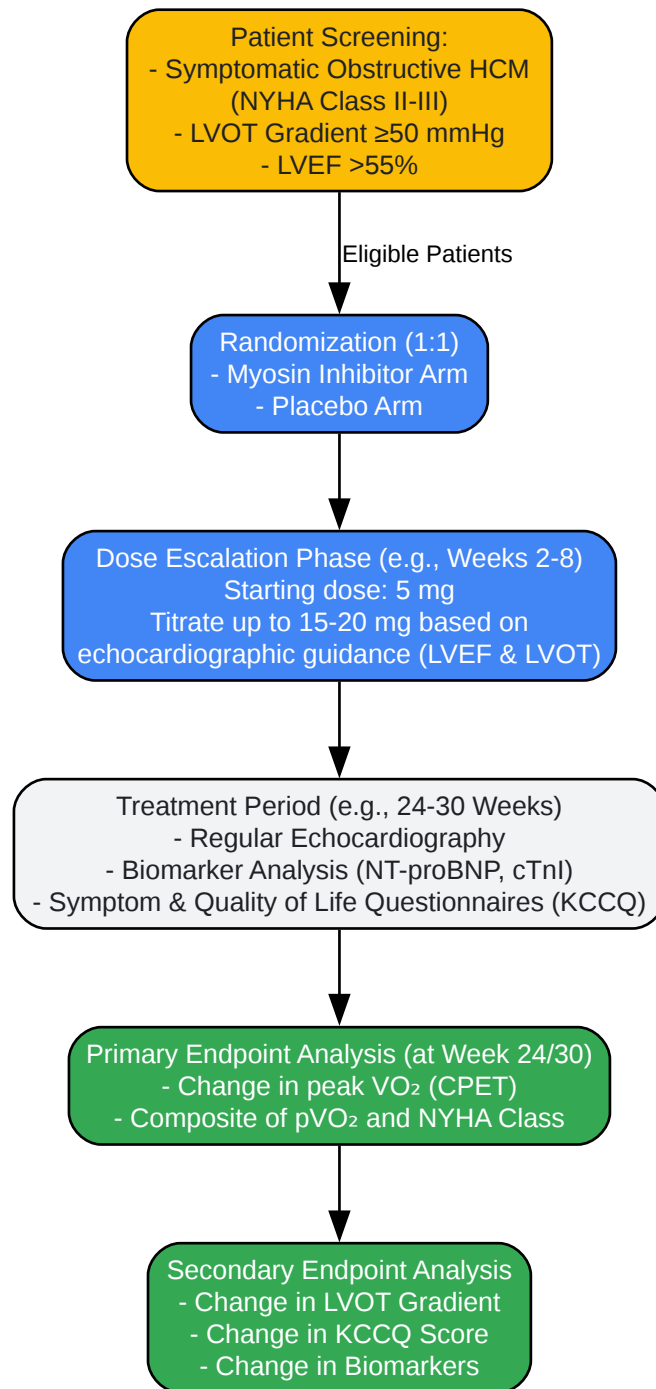 Patient Screening:
- Symptomatic Obstructive HCM
(NYHA Class II-III)
- LVOT Gradient ≥50 mmHg
- LVEF >55%
Eligible Patients
Randomization (1:1)
- Myosin Inhibitor Arm
- Placebo Arm
Dose Escalation Phase (e.g., Weeks 2-8)
Starting dose: 5 mg
Titrate up to 15-20 mg based on
echocardiographic guidance (LVEF & LVOT)
Treatment Period (e.g., 24-30 Weeks)
- Regular Echocardiography
- Biomarker Analysis (NT-proBNP, cTnI)
- Symptom & Quality of Life Questionnaires (KCCQ)
Primary Endpoint Analysis (at Week 24/30)
- Change in peak VO₂ (CPET)
- Composite of pVO₂ and NYHA Class
Secondary Endpoint Analysis
- Change in LVOT Gradient
- Change in KCCQ Score
- Change in Biomarkers